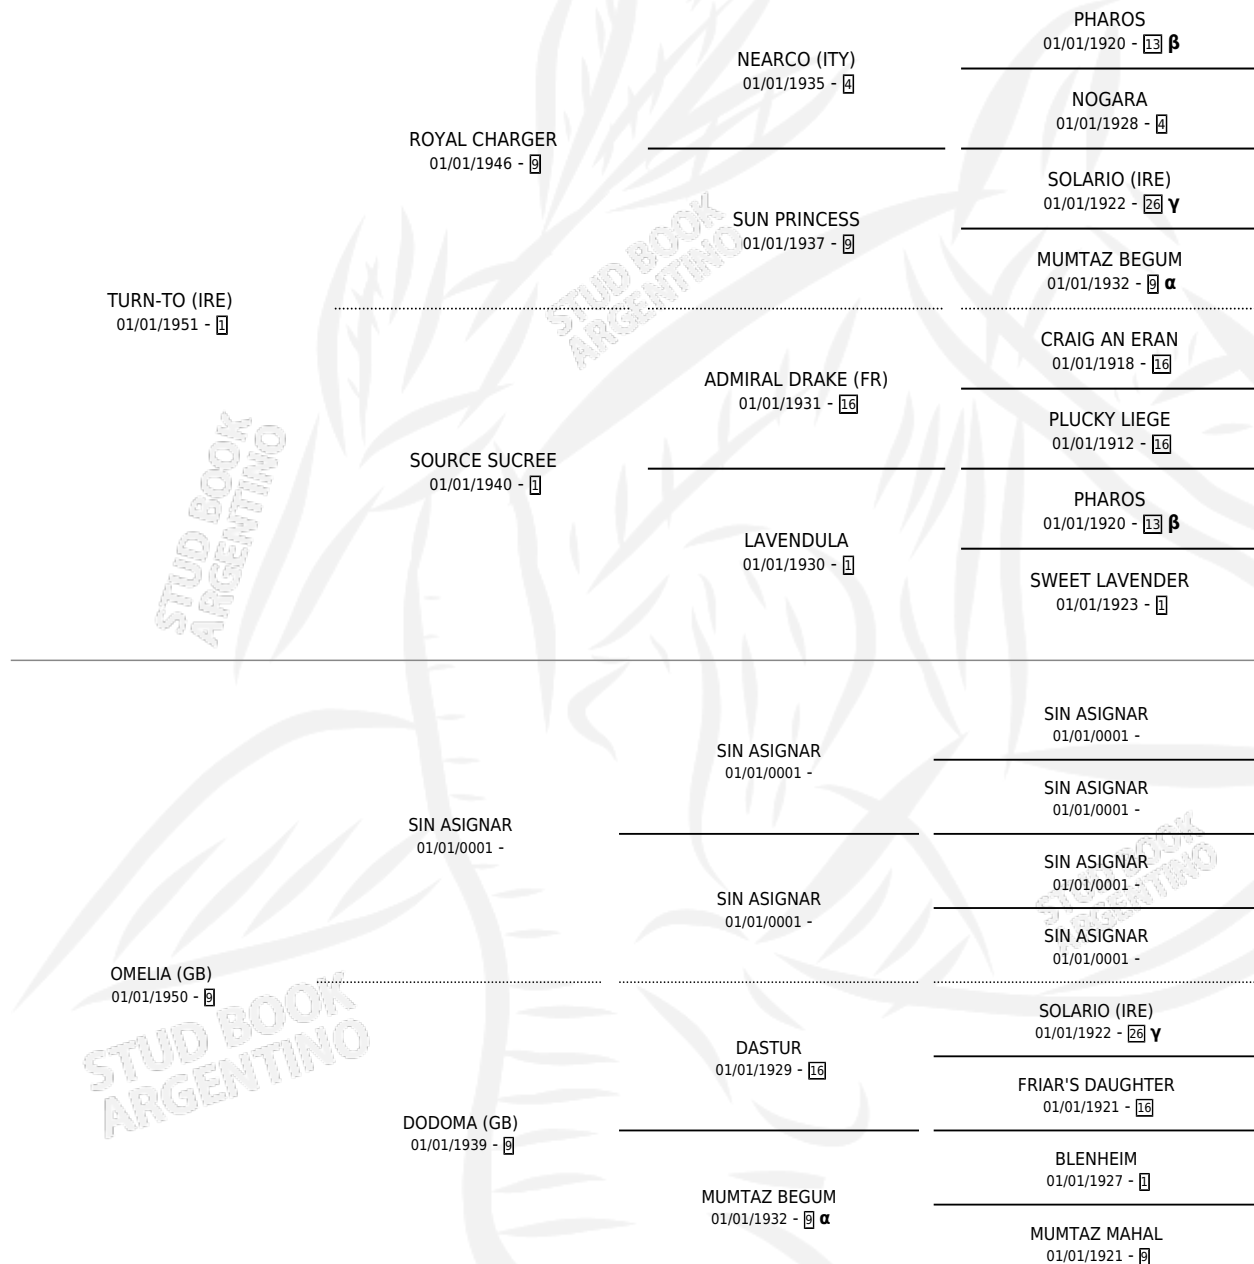 PHAROS
01/01/1920 - 13 β
NEARCO (ITY)
01/01/1935 - 4
NOGARA
01/01/1928 - 4
ROYAL CHARGER
01/01/1946 - 9
SOLARIO (IRE)
01/01/1922 - 26 γ
SUN PRINCESS
01/01/1937 - 9
MUMTAZ BEGUM
01/01/1932 - 9 α
TURN-TO (IRE)
01/01/1951 - 1
CRAIG AN ERAN
01/01/1918 - 16
ADMIRAL DRAKE (FR)
01/01/1931 - 16
PLUCKY LIEGE
01/01/1912 - 16
SOURCE SUCREE
01/01/1940 - 1
PHAROS
01/01/1920 - 13 β
LAVENDULA
01/01/1930 - 1
SWEET LAVENDER
01/01/1923 - 1
SIN ASIGNAR
01/01/0001 -
SIN ASIGNAR
01/01/0001 -
SIN ASIGNAR
01/01/0001 -
SIN ASIGNAR
01/01/0001 -
SIN ASIGNAR
01/01/0001 -
SIN ASIGNAR
01/01/0001 -
SIN ASIGNAR
01/01/0001 -
OMELIA (GB)
01/01/1950 - 9
SOLARIO (IRE)
01/01/1922 - 26 γ
DASTUR
01/01/1929 - 16
FRIAR'S DAUGHTER
01/01/1921 - 16
DODOMA (GB)
01/01/1939 - 9
BLENHEIM
01/01/1927 - 1
MUMTAZ BEGUM
01/01/1932 - 9 α
MUMTAZ MAHAL
01/01/1921 - 9
STUD BOOK
ARGENTINO
STUD BOOK
ARGENTINO
STUD BOOK
ARGENTINO
STUD BOOK
ARGENTINO